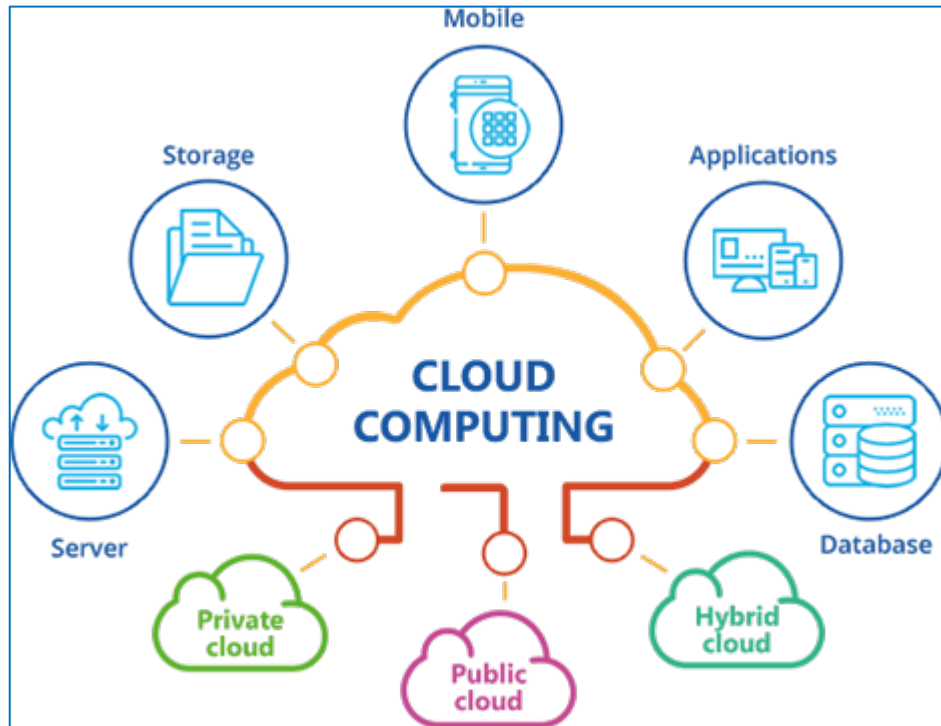 Mobile
Storage
Applications
CLOUD
COMPUTING
Server
Database
Private
cloud
Public
cloud
Hybrid
cloud